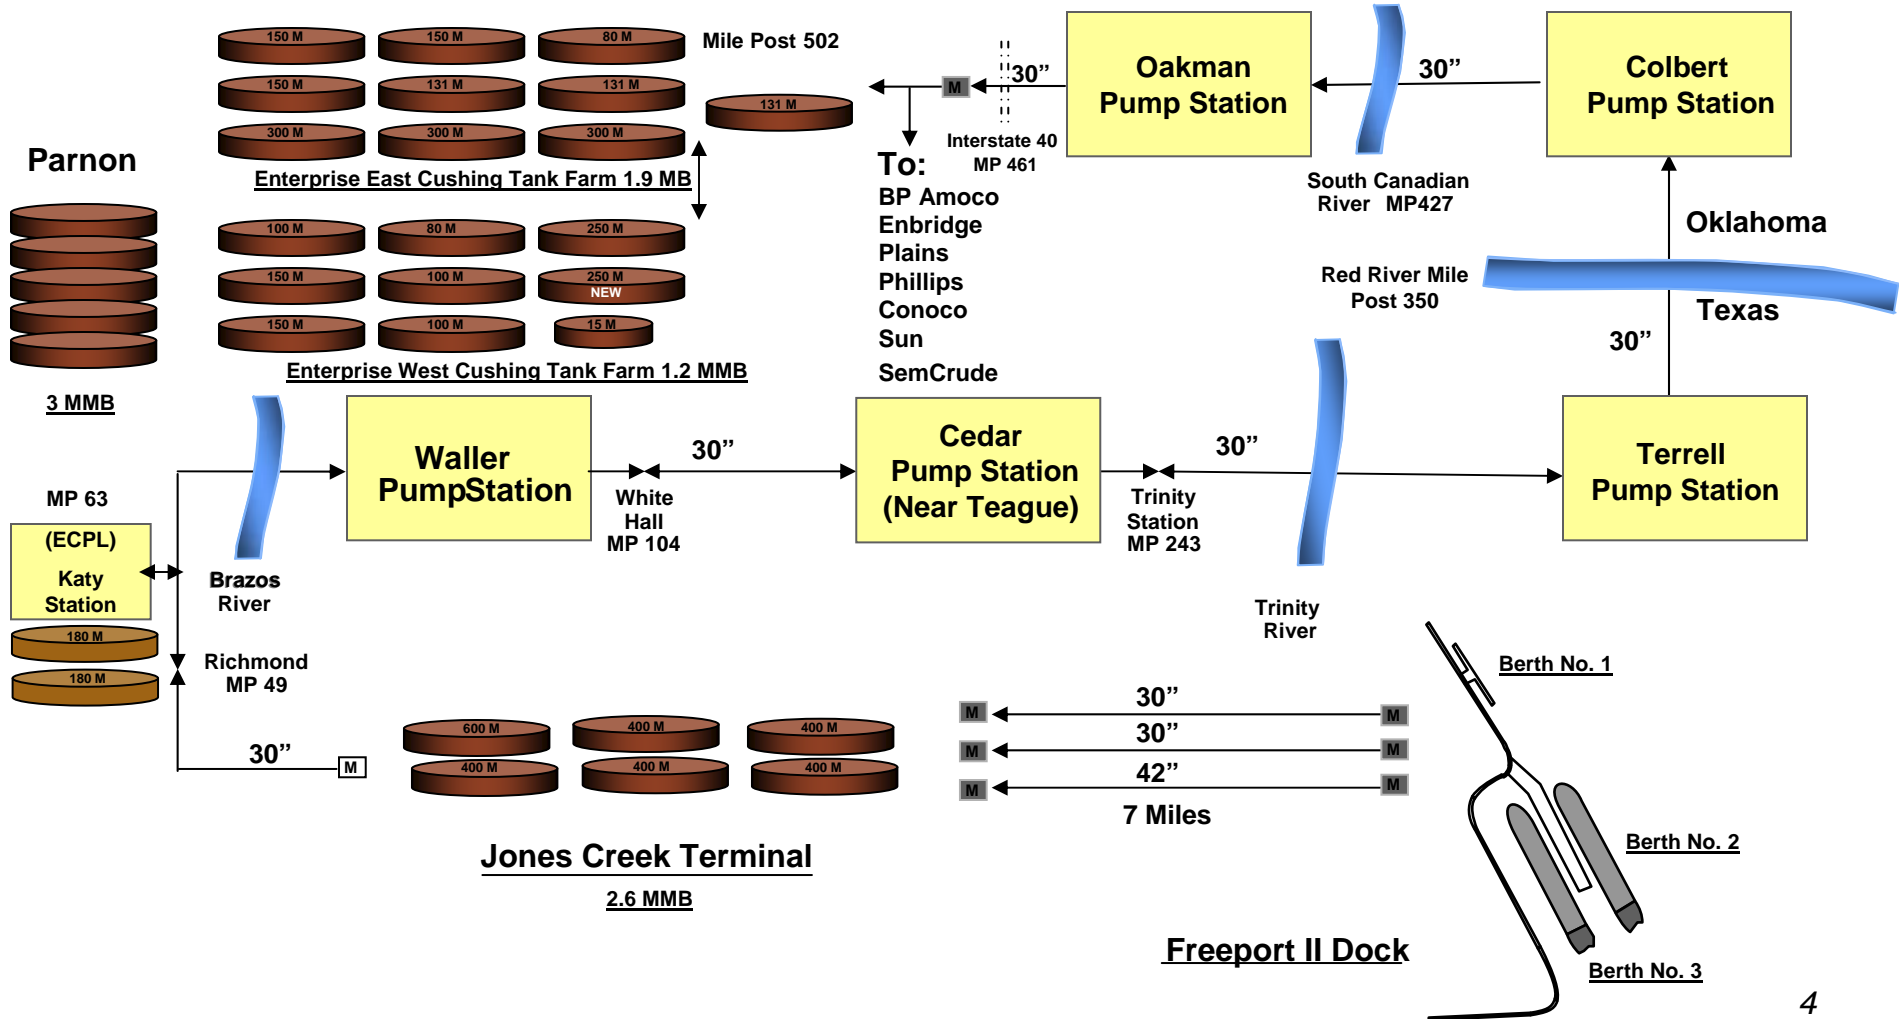 150 M
150 M
80 M
Mile Post 502
150 M
131 M
131 M
131 M
300 M
300 M
300 M
Enterprise East Cushing Tank Farm 1.9 MB
Parnon
3 MMB
100 M
80 M
250 M
150 M
100 M
250 M
NEW
150 M
100 M
15 M
Enterprise West Cushing Tank Farm 1.2 MMB
M
30”
Interstate 40
MP 461
To:
BP Amoco
Enbridge
Plains
Phillips
Conoco
Sun
SemCrude
Oakman
Pump Station
30”
South Canadian
River MP427
Colbert
Pump Station
Oklahoma
Red River Mile
Post 350
Texas
30”
Waller
PumpStation
30”
White
Hall
MP 104
Cedar
Pump Station
(Near Teague)
30”
Trinity
Station
MP 243
Terrell
Pump Station
Trinity
River
MP 63
(ECPL)
Katy
Station
180 M
180 M
Brazos
River
Richmond
MP 49
30”
M
600 M
400 M
400 M
400 M
400 M
400 M
Jones Creek Terminal
2.6 MMB
M
30”
M
M
30”
M
M
42”
M
7 Miles
Berth No. 1
Berth No. 2
Berth No. 3
Freeport II Dock
4